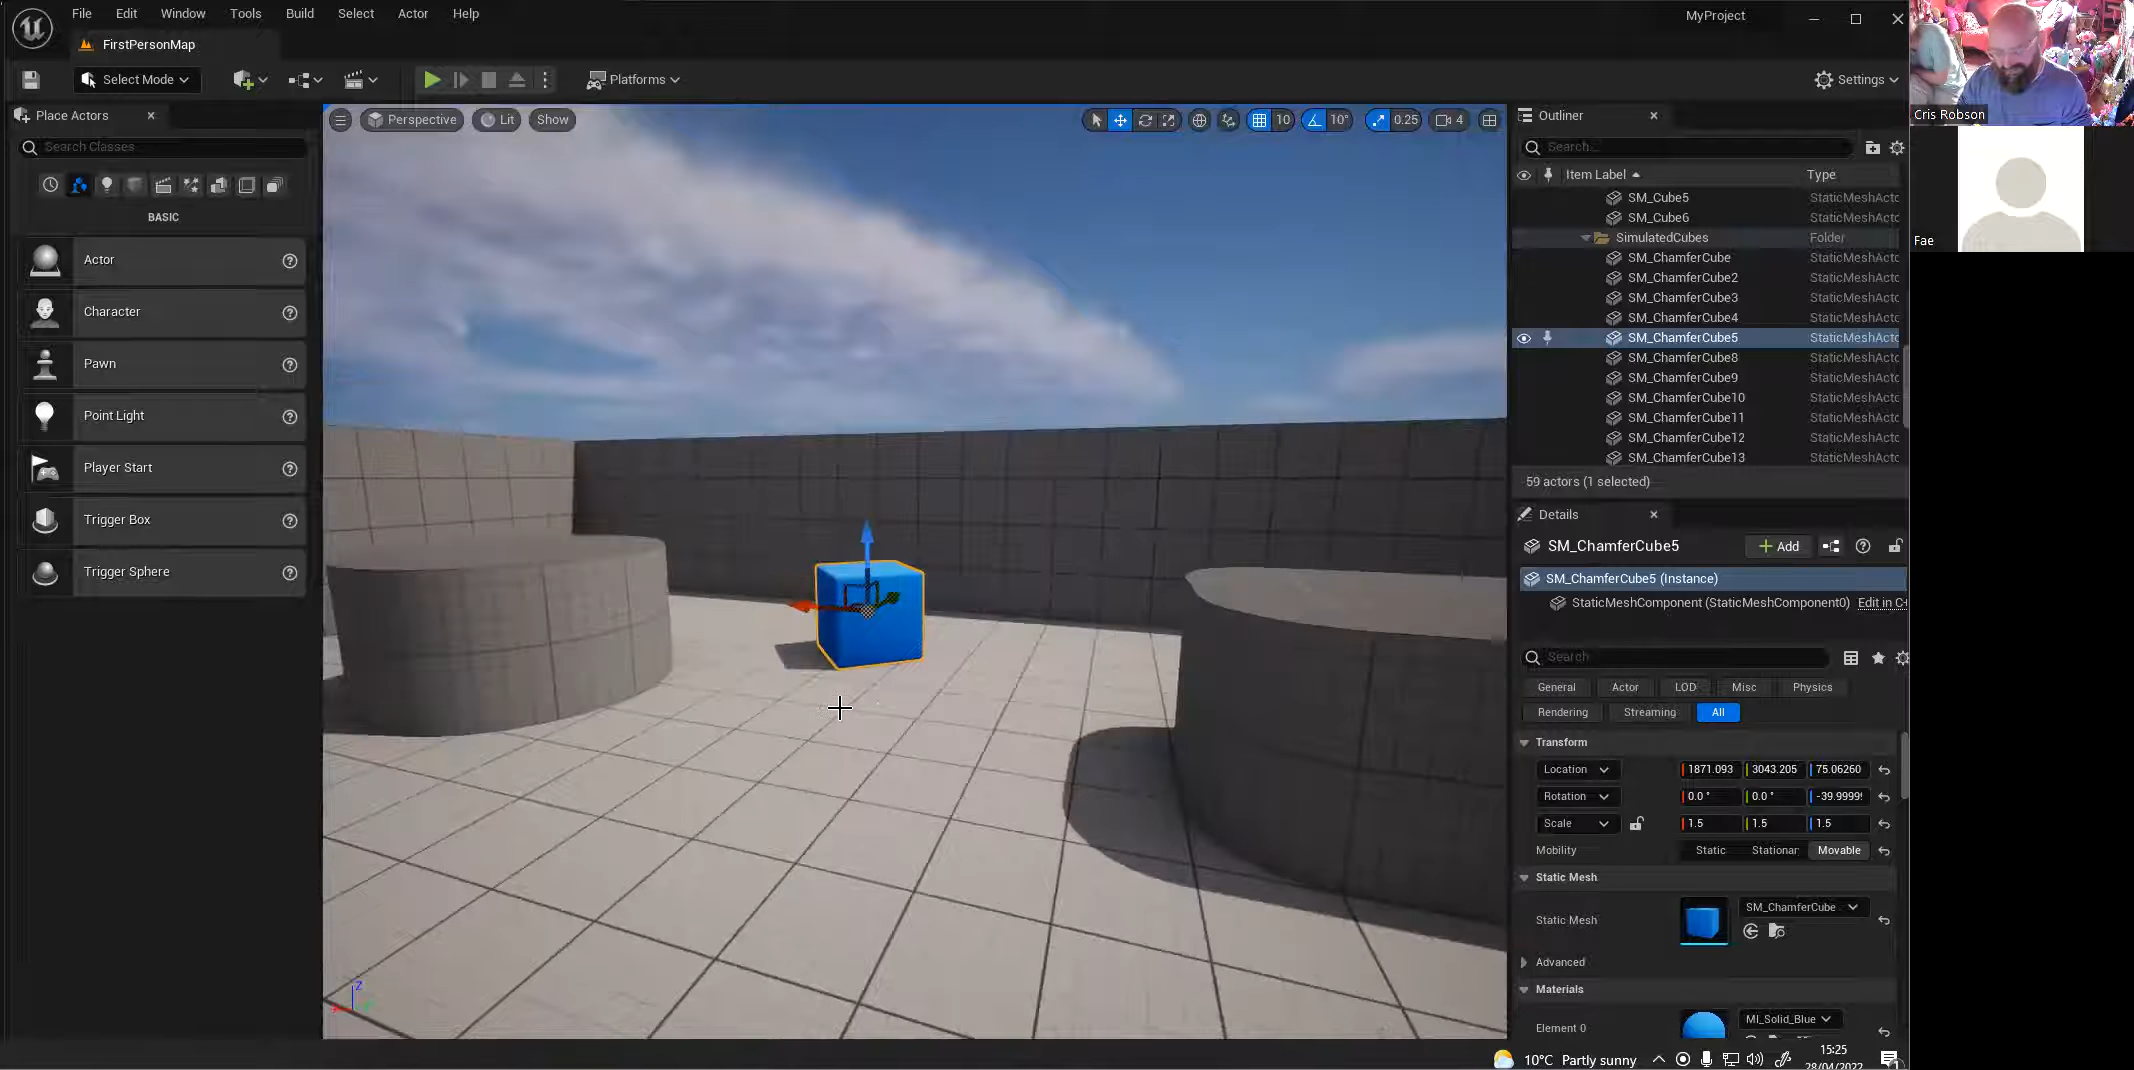 File Edit Window Tools Build Select Actor Help
MyProject
FirstPersonMap
Select Mode
Platforms
Settings
Place Actors
Search Classes
BASIC
Actor
Character
Pawn
Point Light
Player Start
Trigger Box
Trigger Sphere
Perspective Lit Show
10 10° 0.25 4
Z
Outliner
Search...
Item Label Type
SM_Cube5 StaticMeshActo
SM_Cube6 StaticMeshActo
SimulatedCubes Folder
SM_ChamferCube StaticMeshActo
SM_ChamferCube2 StaticMeshActo
SM_ChamferCube3 StaticMeshActo
SM_ChamferCube4 StaticMeshActo
SM_ChamferCube5 StaticMeshActo
SM_ChamferCube8 StaticMeshActo
SM_ChamferCube9 StaticMeshActo
SM_ChamferCube10 StaticMeshActo
SM_ChamferCube11 StaticMeshActo
SM_ChamferCube12 StaticMeshActo
SM_ChamferCube13 StaticMeshActo
59 actors (1 selected)
Details
SM_ChamferCube5
+ Add
SM_ChamferCube5 (Instance)
StaticMeshComponent (StaticMeshComponent0) Edit in C+
Search
General Actor LOD Misc Physics
Rendering Streaming All
Transform
Location 1871.093 3043.205 75.06260
Rotation 0.0 ° 0.0 ° -39.9999
Scale 1.5 1.5 1.5
Mobility Static Stationar Movable
Static Mesh
Static Mesh SM_ChamferCube
Advanced
Materials
Element 0 MI_Solid_Blue
10°C Partly sunny
15:25
28/04/2022
Cris Robson
Fae